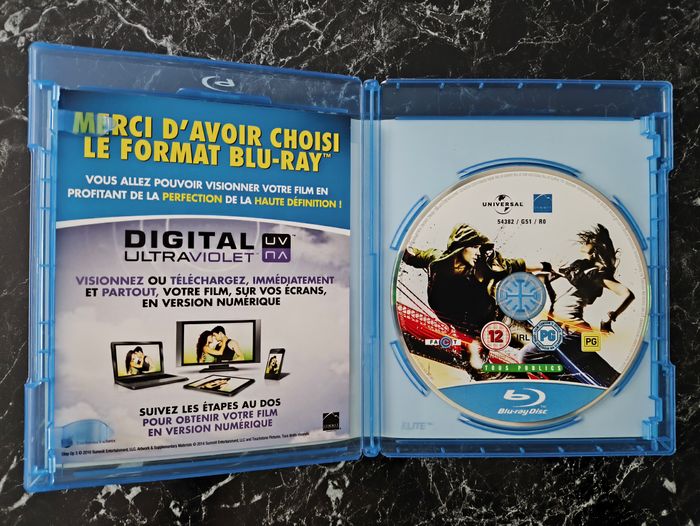 MERCI D'AVOIR CHOISI
LE FORMAT BLU-RAY™
VOUS ALLEZ POUVOIR VISIONNER VOTRE FILM EN
PROFITANT DE LA PERFECTION DE LA HAUTE DÉFINITION !
DIGITAL UV
ULTRAVIOLET
VISIONNEZ OU TÉLÉCHARGEZ, IMMÉDIATEMENT
ET PARTOUT, VOTRE FILM, SUR VOS ÉCRANS,
EN VERSION NUMÉRIQUE
SUIVEZ LES ÉTAPES AU DOS
POUR OBTENIR VOTRE FILM
EN VERSION NUMÉRIQUE
UNIVERSAL
54382 / G51 / R0
FACT
12
RL
PG
PG
TOUS PUBLICS
Blu-ray Disc
ELITE™